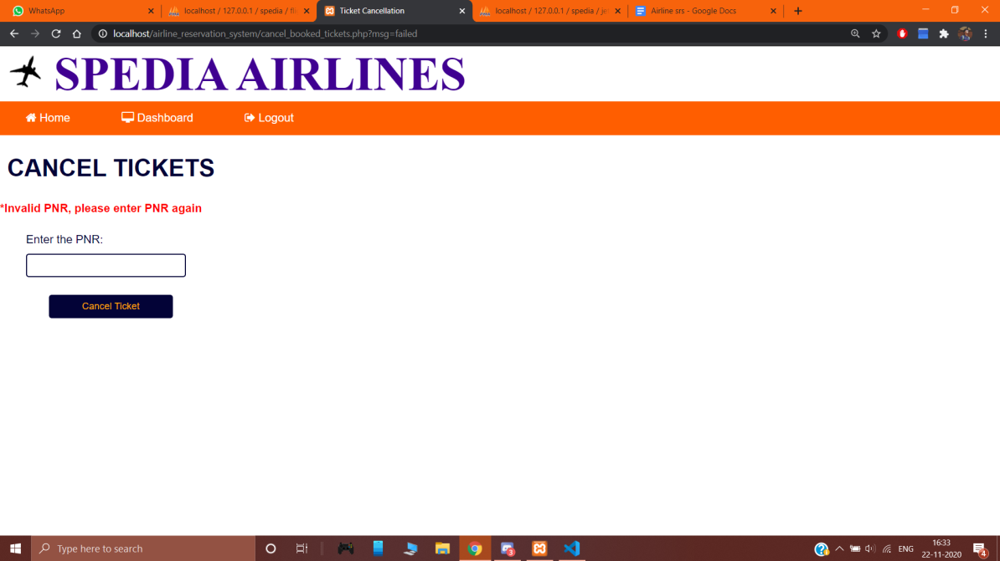 WhatsApp
localhost / 127.0.0.1 / spedia / fli
Ticket Cancellation
localhost / 127.0.0.1 / spedia / je
Airline srs - Google Docs
localhost/airline_reservation_system/cancel_booked_tickets.php?msg=failed
SPEDIA AIRLINES
Home
Dashboard
Logout
CANCEL TICKETS
*Invalid PNR, please enter PNR again
Enter the PNR:
Cancel Ticket
Type here to search
3
ENG
16:33
22-11-2020
4